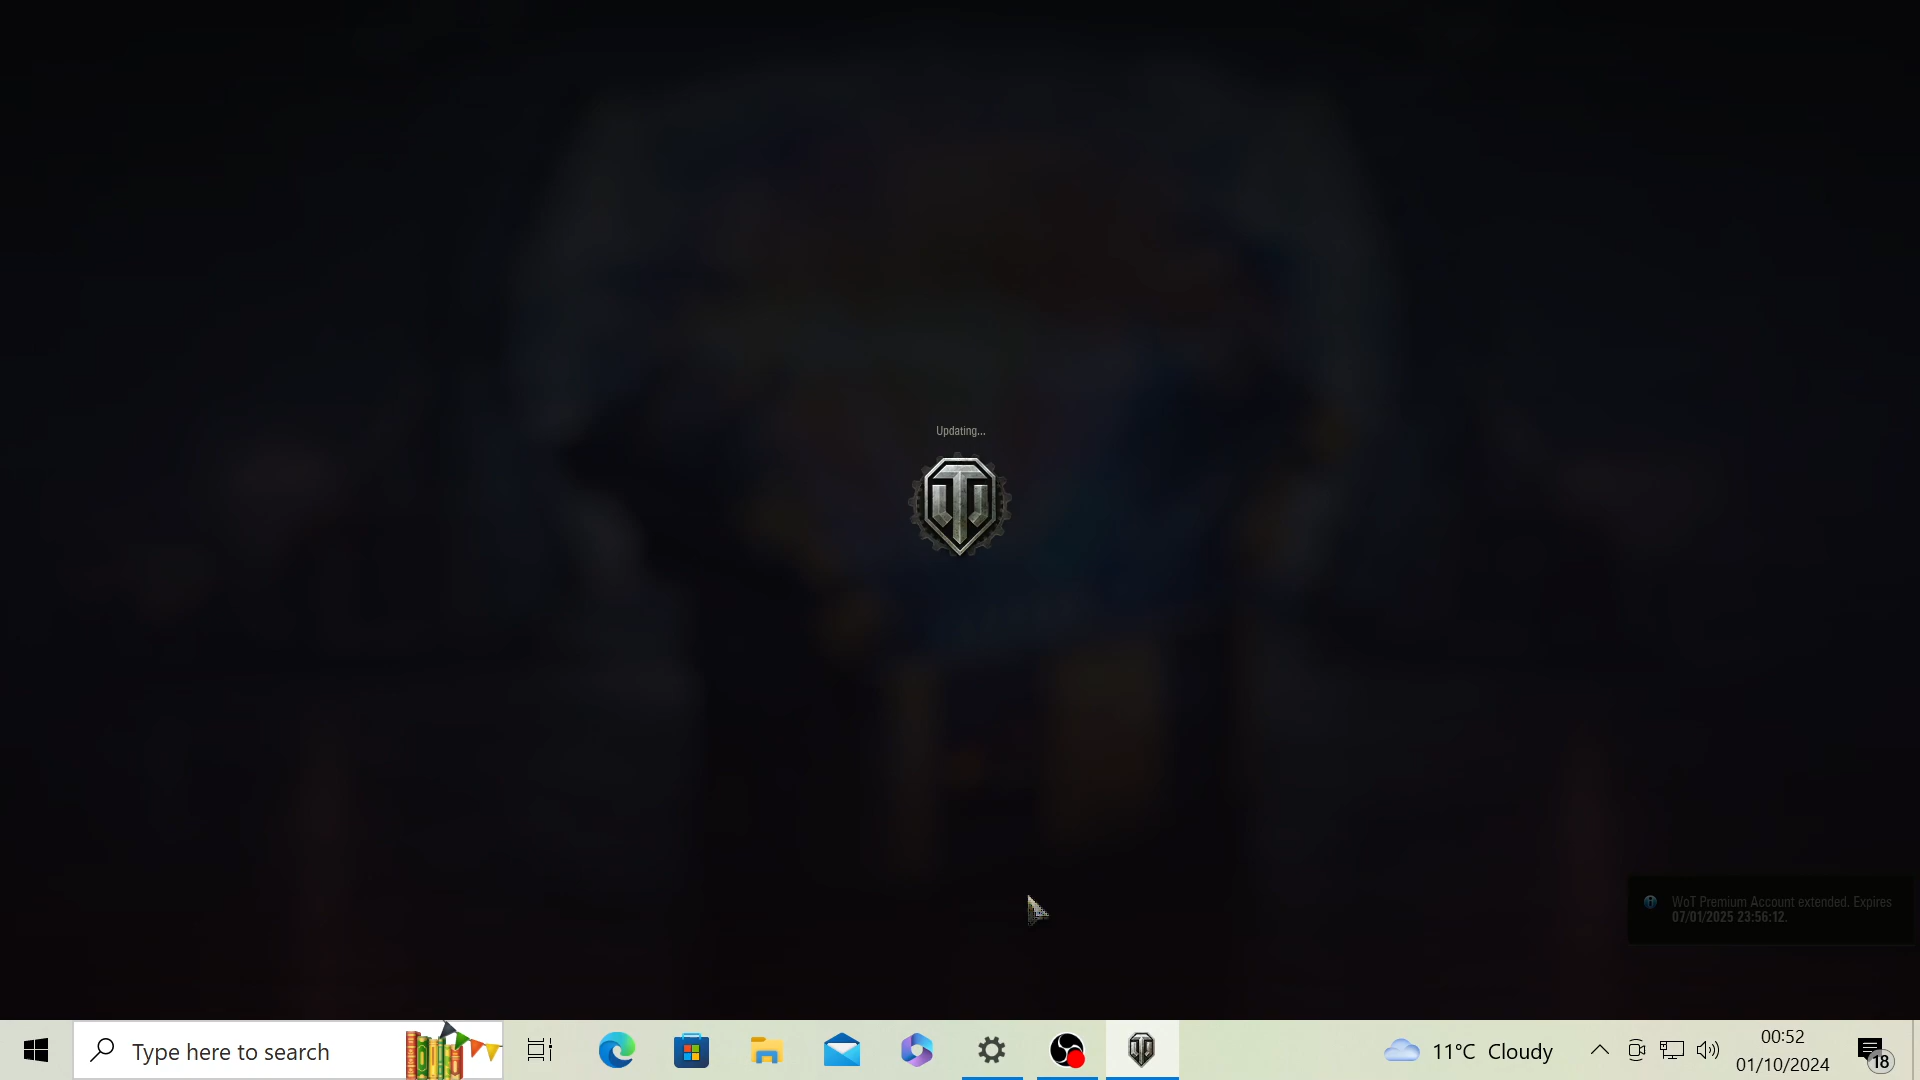 Updating...
WoT Premium Account extended. Expires
07/01/2025 23:56:12.
Type here to search
11°C Cloudy
00:52
01/10/2024
18